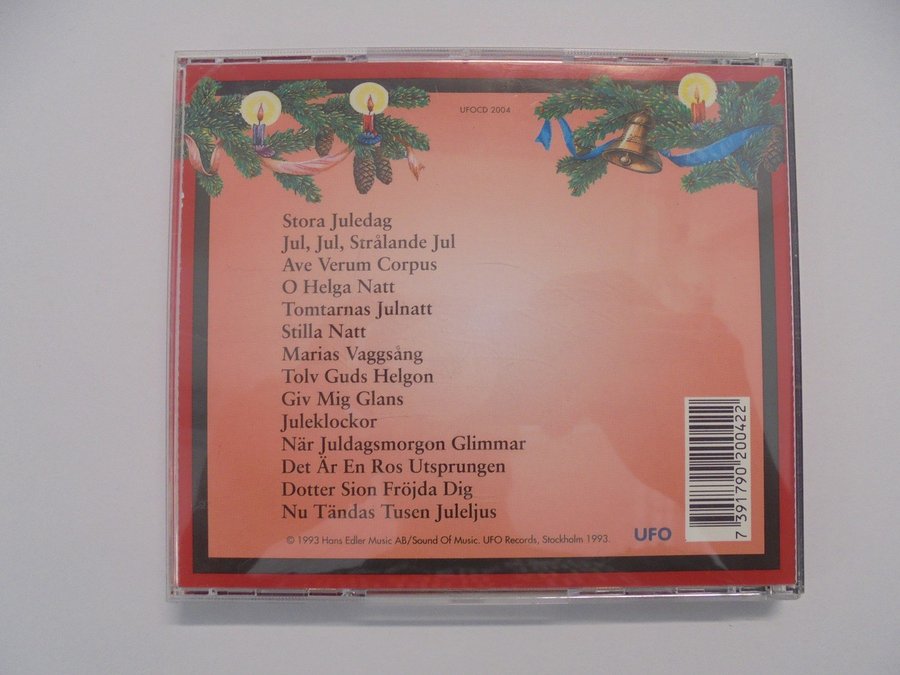 UFOCD 2004
Stora Juledag
Jul, Jul, Strålande Jul
Ave Verum Corpus
O Helga Natt
Tomtarnas Julnatt
Stilla Natt
Marias Vaggsång
Tolv Guds Helgon
Giv Mig Glans
Juleklockor
När Juldagsmorgon Glimmar
Det Är En Ros Utsprungen
Dotter Sion Fröjda Dig
Nu Tändas Tusen Juleljus
© 1993 Hans Edler Music AB/Sound Of Music. UFO Records, Stockholm 1993.
UFO
7 391790 200422